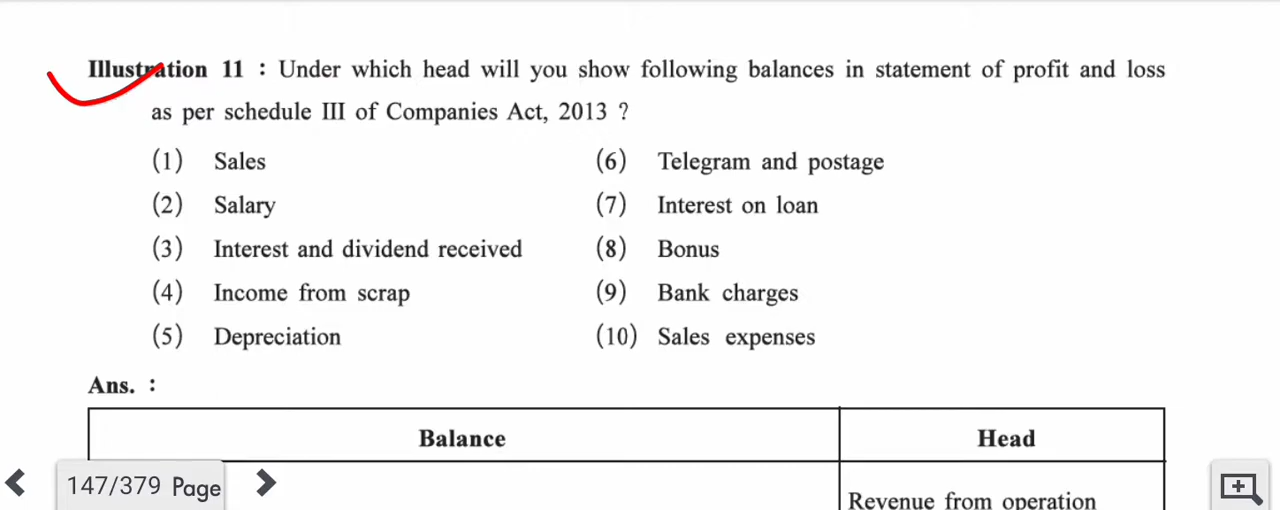 Illustration 11 : Under which head will you show following balances in statement of profit and loss
as per schedule III of Companies Act, 2013 ?
(1) Sales
(2) Salary
(3) Interest and dividend received
(4) Income from scrap
(5) Depreciation
(6) Telegram and postage
(7) Interest on loan
(8) Bonus
(9) Bank charges
(10) Sales expenses
Ans. :
Balance Head
Revenue from operation
147/379 Page